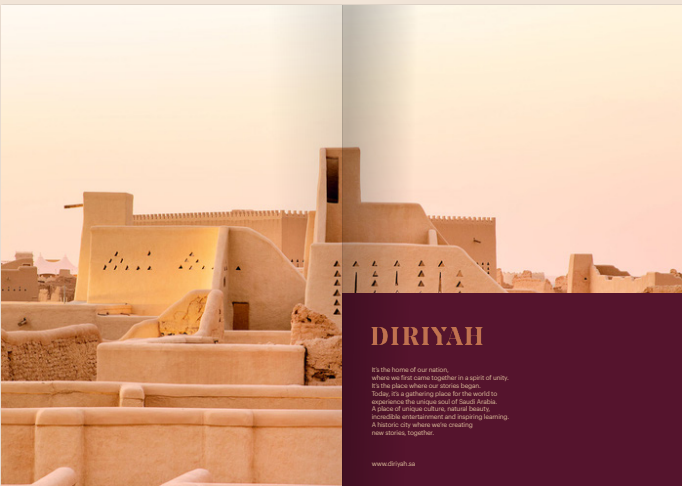 DIRIYAH
It's the home of our nation,
where we first came together in a spirit of unity.
It's the place where our stories began.
Today, it's a gathering place for the world to
experience the unique soul of Saudi Arabia.
A place of unique culture, natural beauty,
incredible entertainment and inspiring learning.
A historic city where we're creating
new stories, together.
www.diriyah.sa